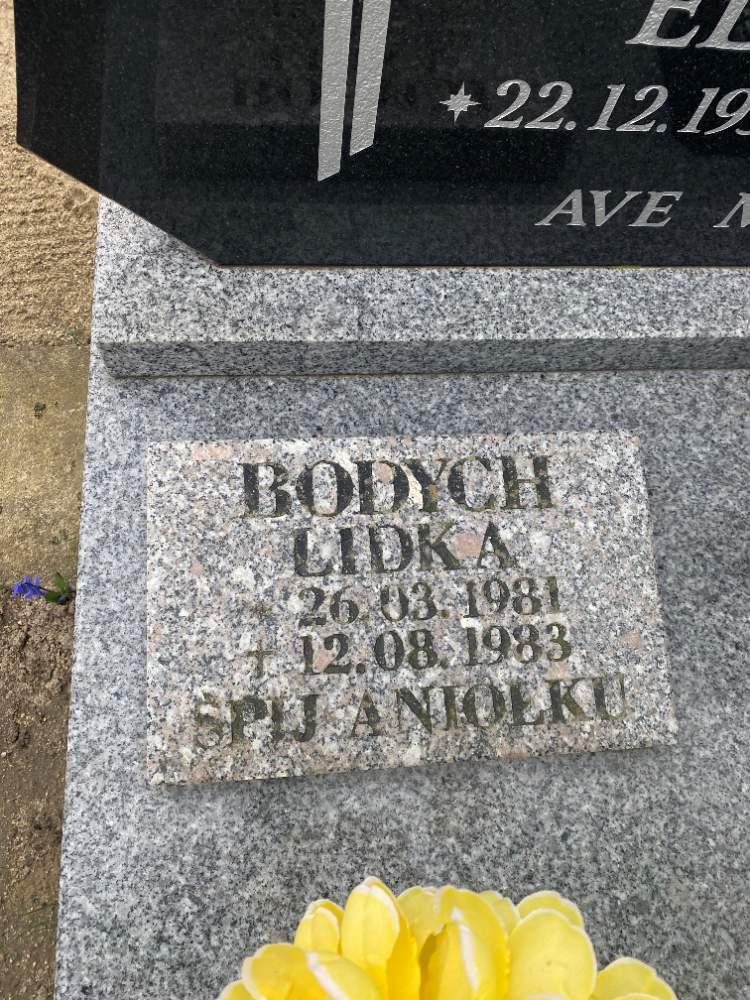 22.12.19
AVE
BODYCH
LIDKA
* 26.03.1981
+ 12.08.1983
ŚPIJ ANIOŁKU